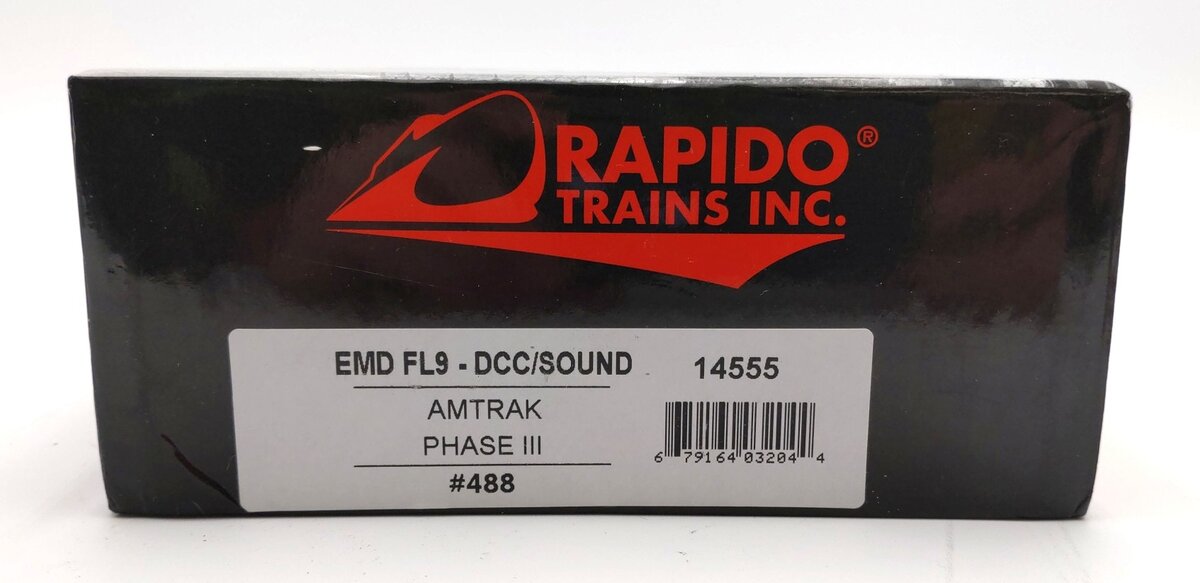 RAPIDO®
TRAINS INC.
EMD FL9 - DCC/SOUND 14555
AMTRAK
PHASE III
#488
6 79164 03204 4